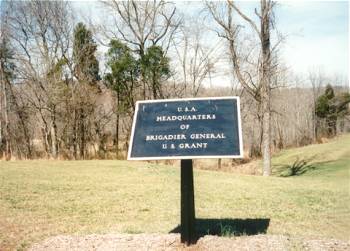 U.S.A.
HEADQUARTERS
OF
BRIGADIER GENERAL
U S GRANT